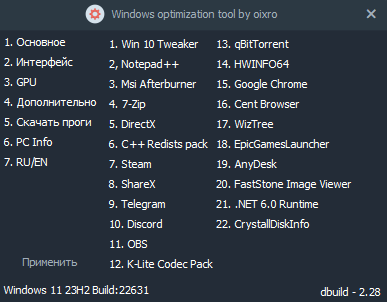 Windows optimization tool by oixro
1. Основное
2. Интерфейс
3. GPU
4. Дополнительно
5. Скачать проги
6. PC Info
7. RU/EN
1. Win 10 Tweaker
2, Notepad++
3. Msi Afterburner
4. 7-Zip
5. DirectX
6. C++ Redists pack
7. Steam
8. ShareX
9. Telegram
10. Discord
11. OBS
12. K-Lite Codec Pack
13. qBitTorrent
14. HWINFO64
15. Google Chrome
16. Cent Browser
17. WizTree
18. EpicGamesLauncher
19. AnyDesk
20. FastStone Image Viewer
21. .NET 6.0 Runtime
22. CrystallDiskInfo
Применить
Windows 11 23H2 Build:22631
dbuild - 2.28